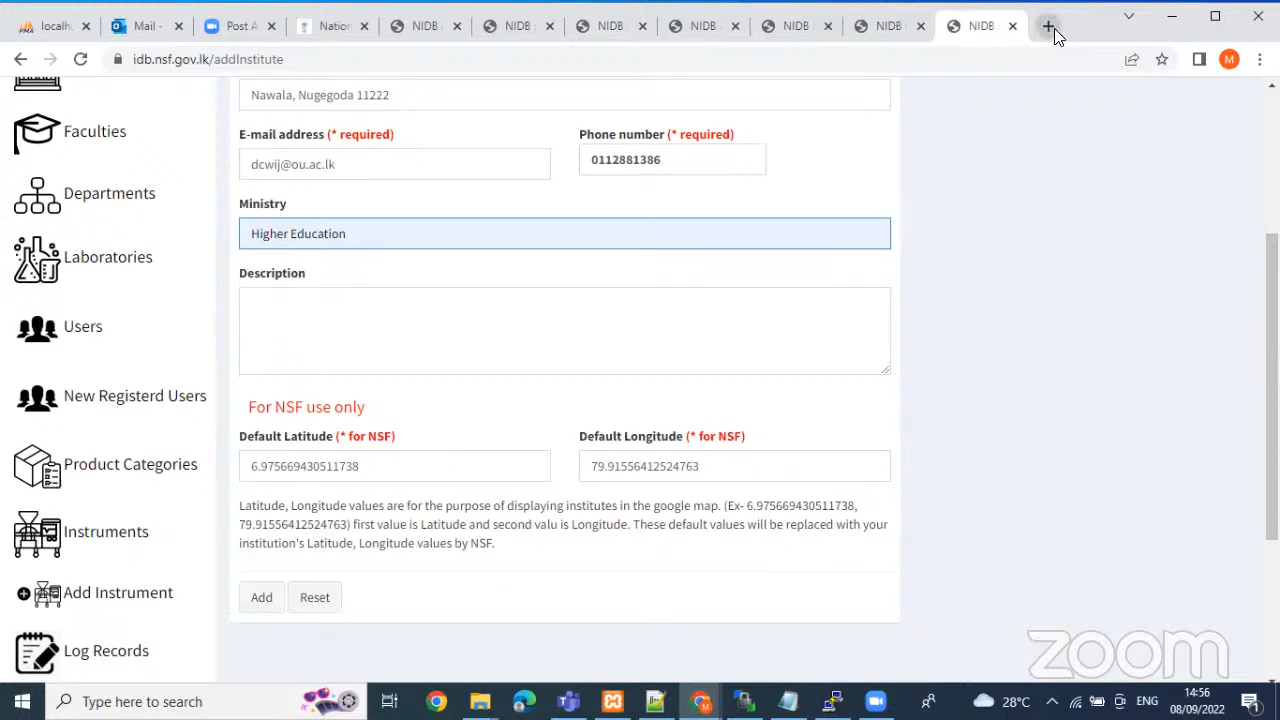 localh
Mail -
Post A
Nation
NIDB
NIDB
NIDB
NIDB
NIDB
NIDB
NIDB
idb.nsf.gov.lk/addInstitute
M
Faculties
Departments
Laboratories
Users
New Registerd Users
Product Categories
Instruments
Add Instrument
Log Records
Nawala, Nugegoda 11222
E-mail address (* required)
Phone number (* required)
dcwij@ou.ac.lk
0112881386
Ministry
Higher Education
Description
For NSF use only
Default Latitude (* for NSF)
Default Longitude (* for NSF)
6.975669430511738
79.91556412524763
Latitude, Longitude values are for the purpose of displaying institutes in the google map. (Ex- 6.975669430511738,
79.91556412524763) first value is Latitude and second valu is Longitude. These default values will be replaced with your
institution's Latitude, Longitude values by NSF.
Add
Reset
zoom
Type here to search
28°C
ENG
14:56
08/09/2022